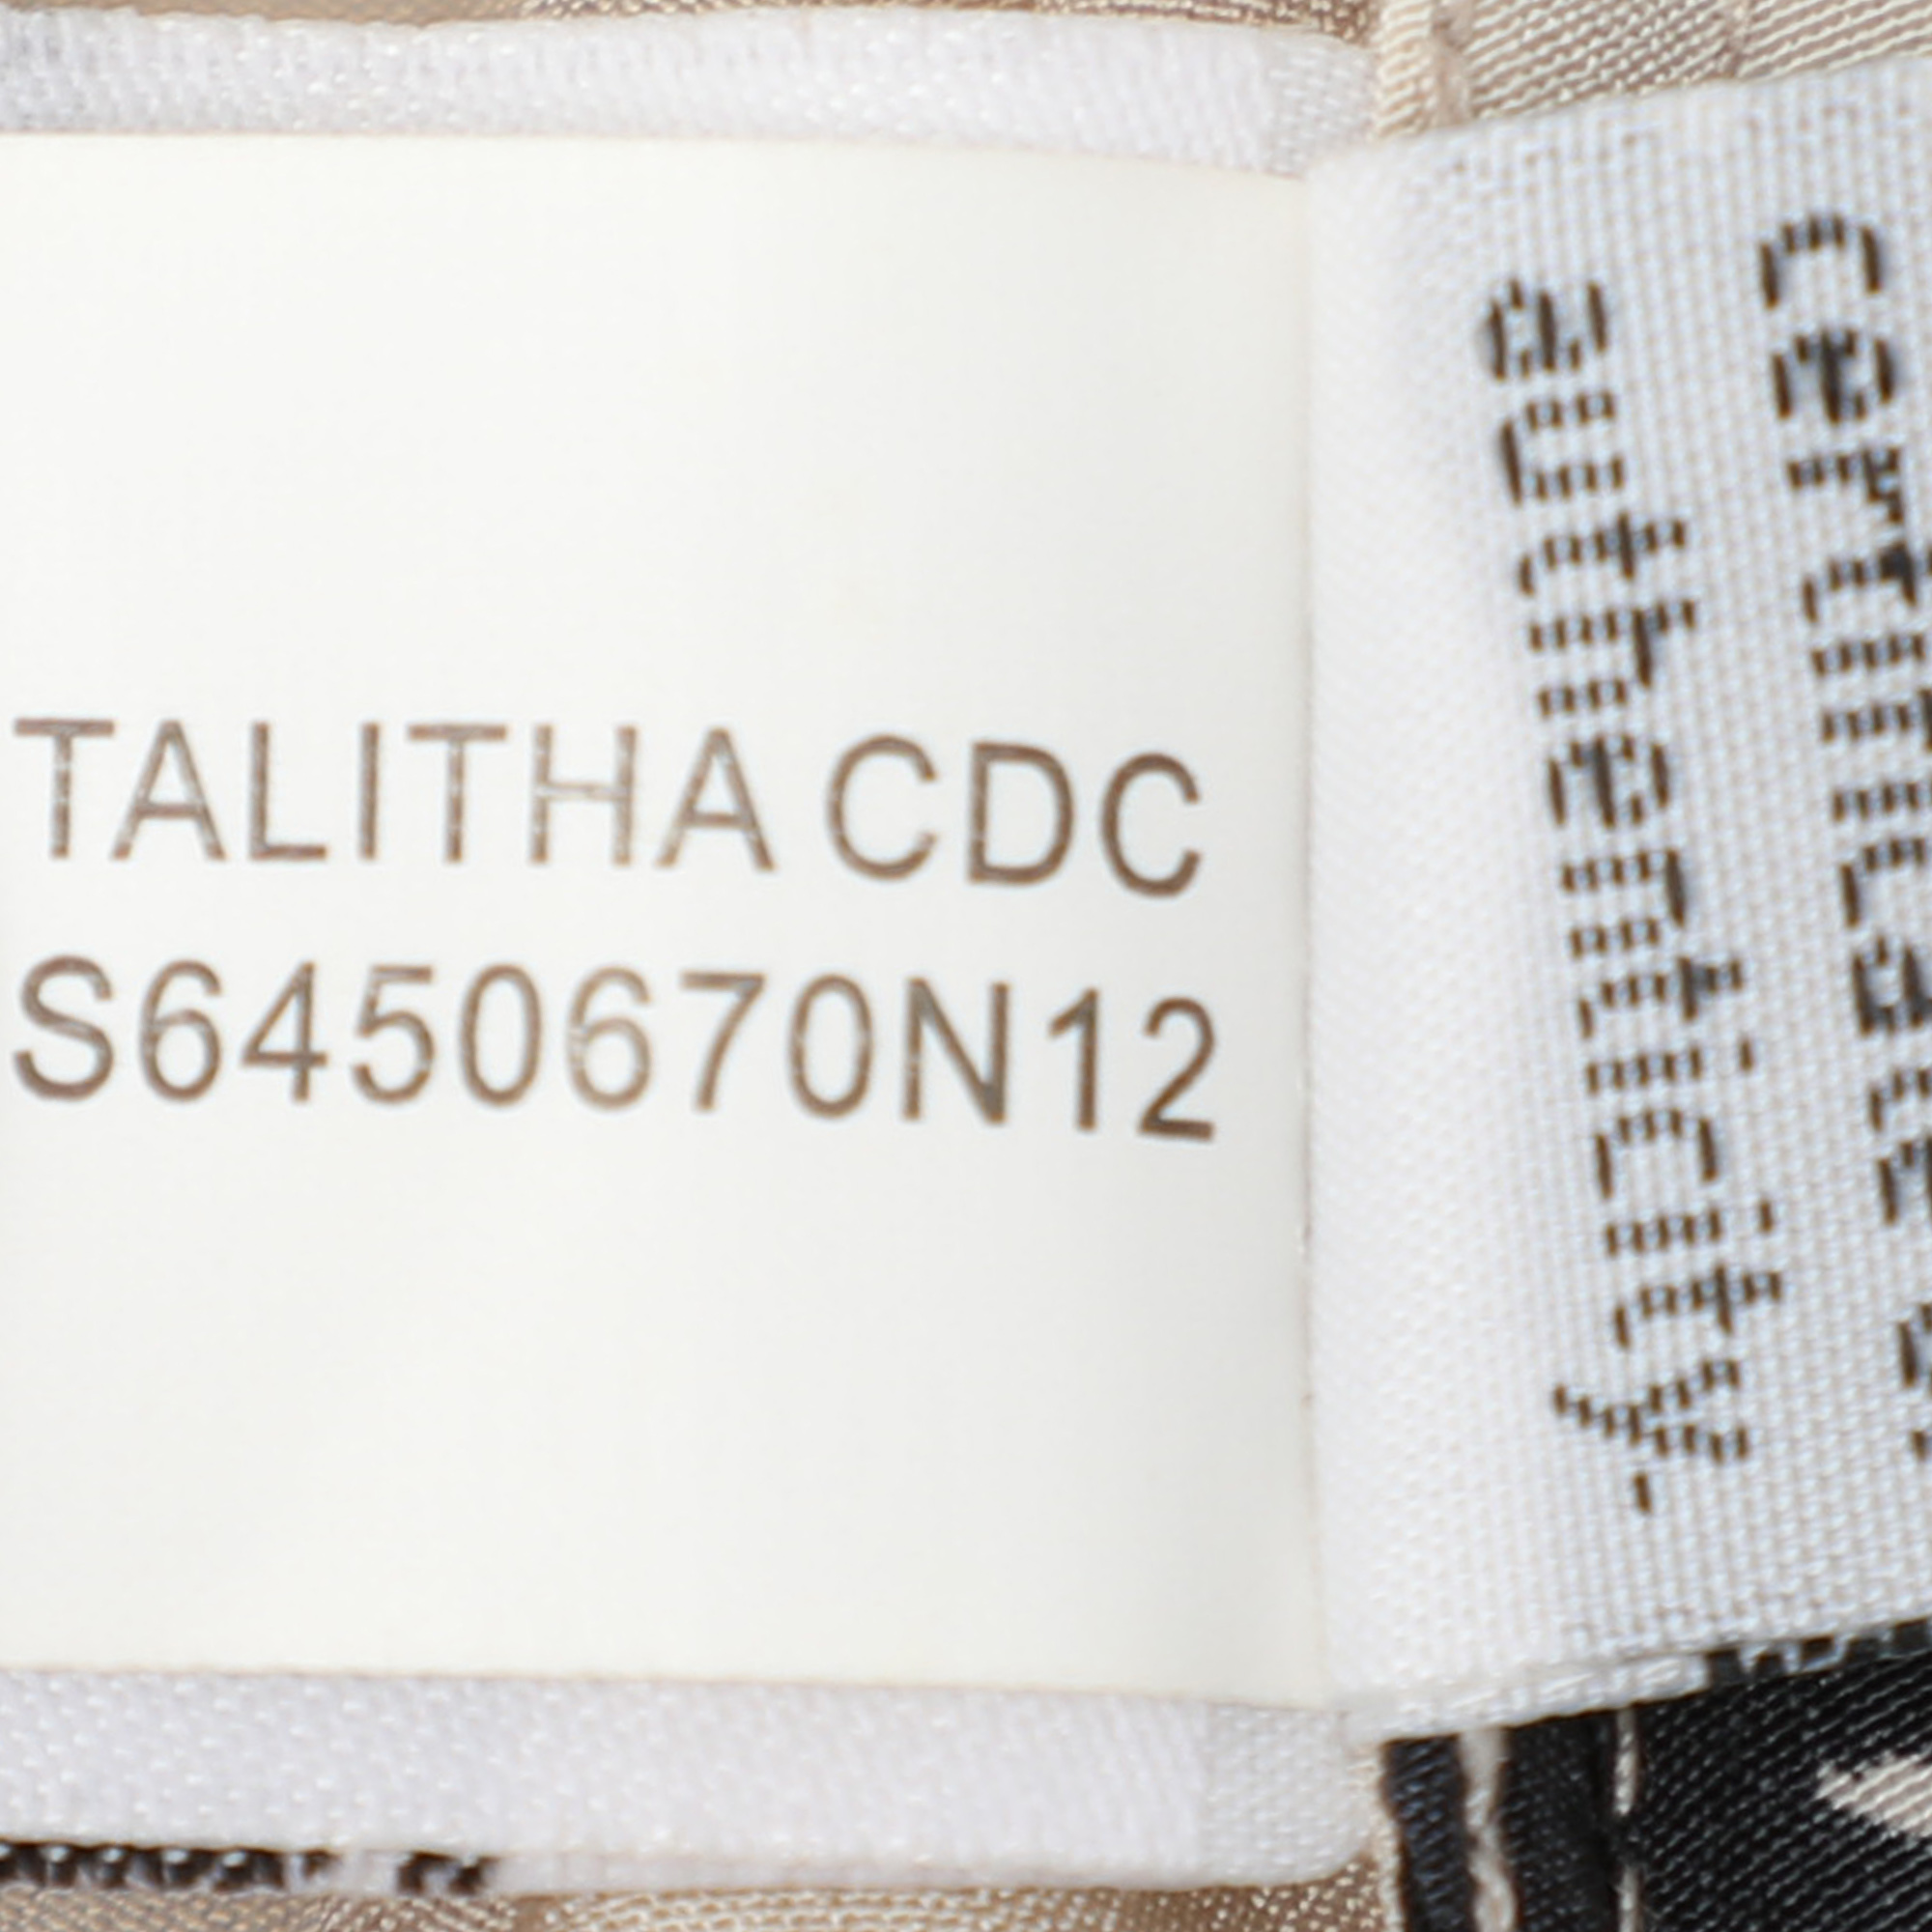 TALITHA CDC
S6450670N12
certificate
authenticity